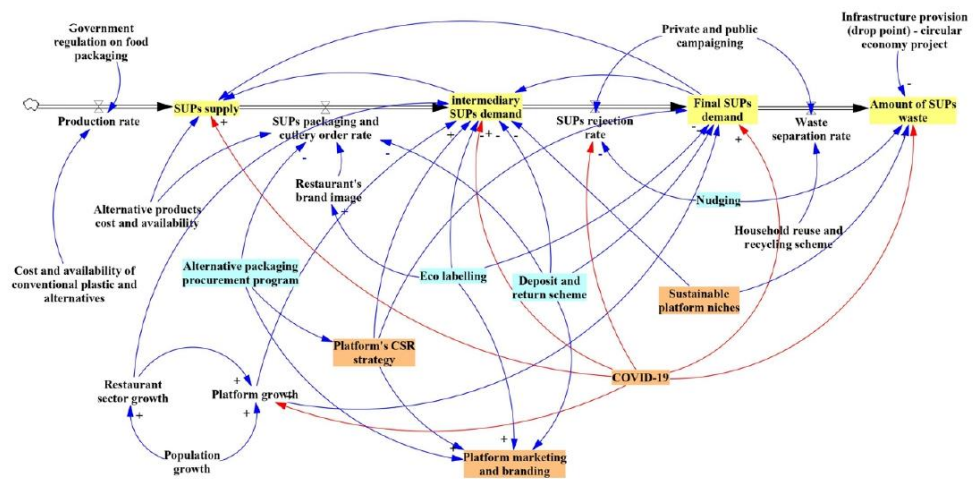 Government
regulation on food
packaging
Private and public
campaigning
Infrastructure provision
(drop point) - circular
economy project
Production rate
SUPs supply
SUPs packaging and
cutlery order rate
Intermediary
SUPs demand
SUPs rejection
rate
Final SUPs
demand
Waste
separation rate
Amount of SUPs
waste
Restaurant's
brand image
Nudging
Alternative products
cost and availability
Household reuse and
recycling scheme
Cost and availability of
conventional plastic and
alternatives
Alternative packaging
procurement program
Eco labelling
Deposit and
return scheme
Sustainable
platform niches
Platform's CSR
strategy
COVID-19
Restaurant
sector growth
Platform growth
Population
growth
Platform marketing
and branding